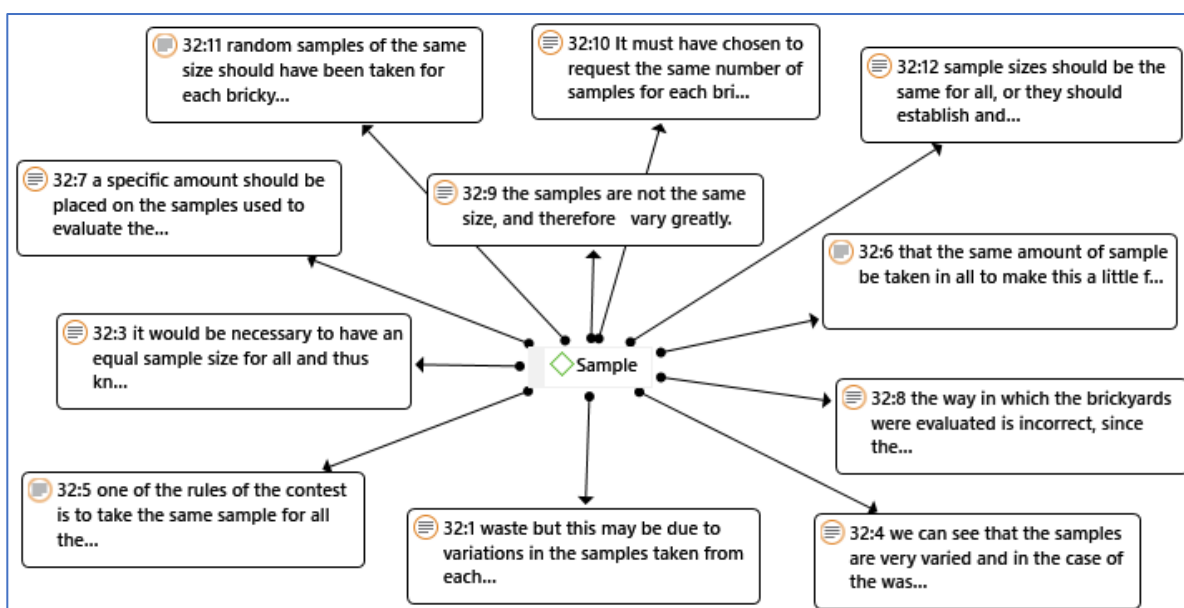 32:11 random samples of the same
size should have been taken for
each bricky...
32:10 It must have chosen to
request the same number of
samples for each bri...
32:12 sample sizes should be the
same for all, or they should
establish and...
32:7 a specific amount should be
placed on the samples used to
evaluate the...
32:9 the samples are not the same
size, and therefore vary greatly.
32:6 that the same amount of sample
be taken in all to make this a little f...
32:3 it would be necessary to have an
equal sample size for all and thus
kn...
Sample
32:8 the way in which the brickyards
were evaluated is incorrect, since
the...
32:5 one of the rules of the contest
is to take the same sample for all
the...
32:1 waste but this may be due to
variations in the samples taken from
each...
32:4 we can see that the samples
are very varied and in the case of
the was...